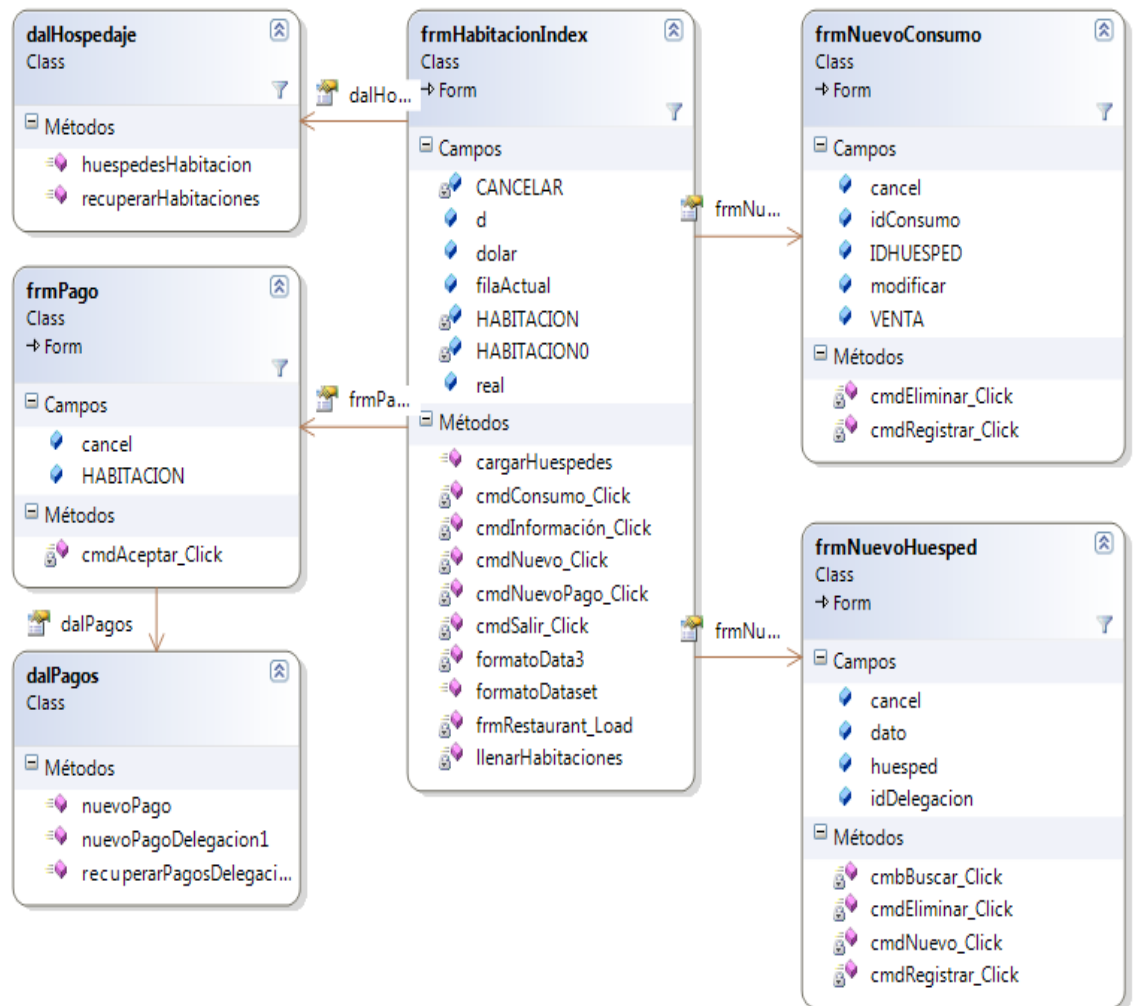 dalHospedaje
Class
Métodos
huespedesHabitacion
recuperarHabitaciones
dalHo...
frmPago
Class
Form
Campos
cancel
HABITACION
Métodos
cmdAceptar_Click
frmPa...
dalPagos
dalPagos
Class
Métodos
nuevoPago
nuevoPagoDelegacion1
recuperarPagosDelegaci...
frmHabitacionIndex
Class
Form
Campos
CANCELAR
d
dolar
filaActual
HABITACION
HABITACION0
real
Métodos
cargarHuespedes
cmdConsumo_Click
cmdInformación_Click
cmdNuevo_Click
cmdNuevoPago_Click
cmdSalir_Click
formatoData3
formatoDataset
frmRestaurant_Load
llenarHabitaciones
frmNu...
frmNuevoConsumo
Class
Form
Campos
cancel
idConsumo
IDHUESPED
modificar
VENTA
Métodos
cmdEliminar_Click
cmdRegistrar_Click
frmNu...
frmNuevoHuesped
Class
Form
Campos
cancel
dato
huesped
idDelegacion
Métodos
cmbBuscar_Click
cmdEliminar_Click
cmdNuevo_Click
cmdRegistrar_Click